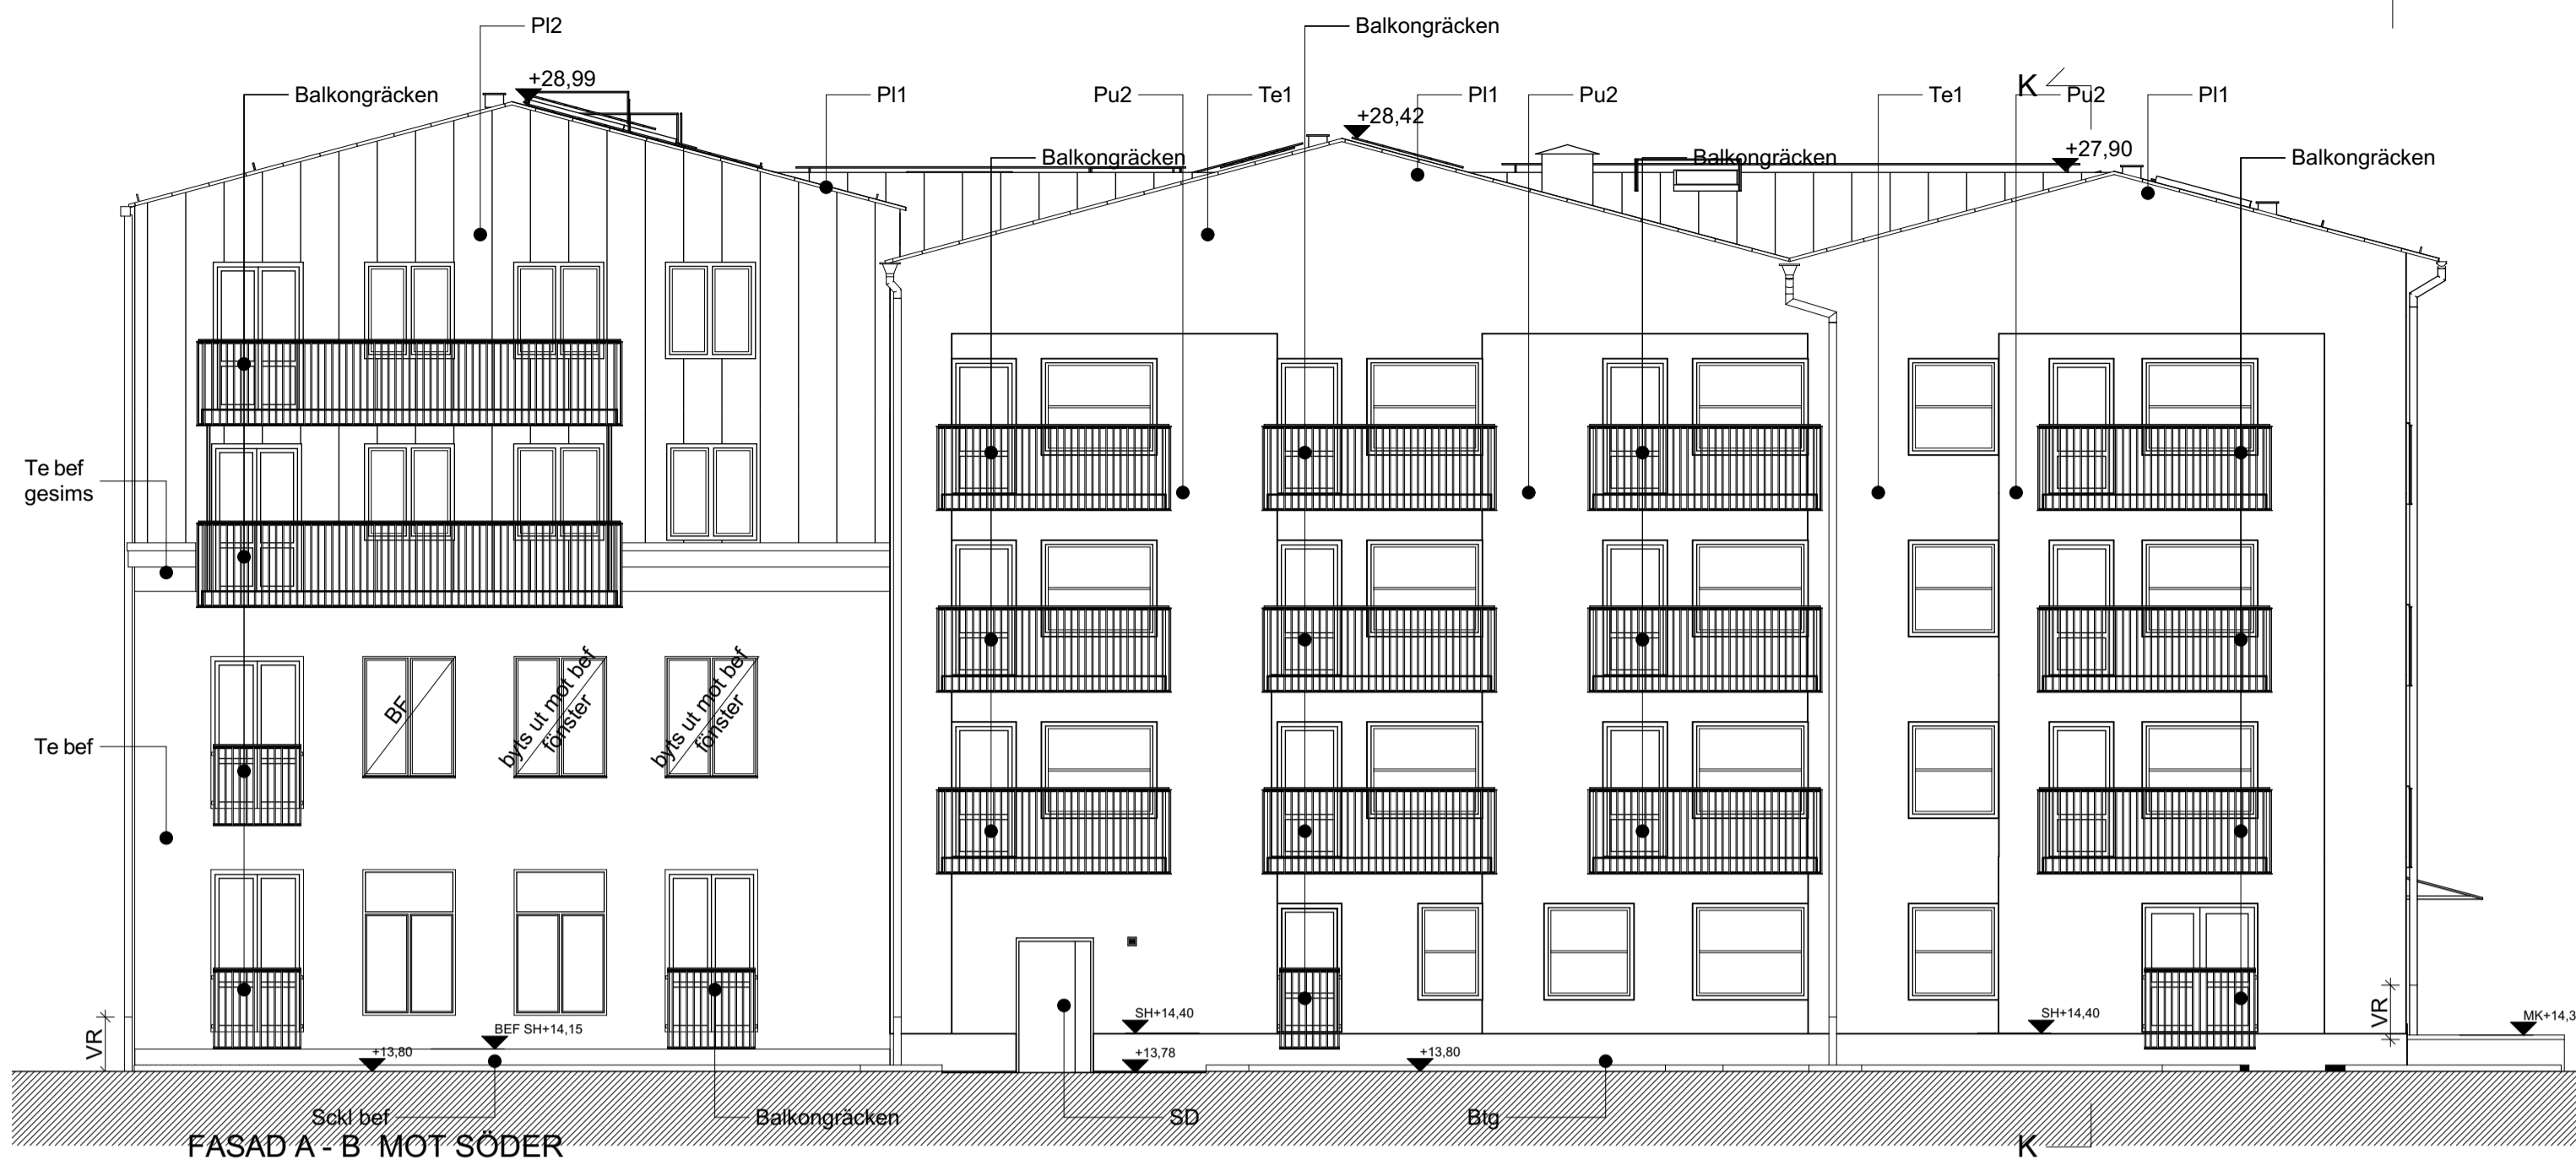 Pl2
Balkongräcken
+28,99
Balkongräcken
Pl1
Pu2
Te1
Pl1
Pu2
Te1
K
Pu2
Pl1
+28,42
+27,90
Balkongräcken
Balkongräcken
Balkongräcken
Te bef
gesims
BF
byts ut mot bef
fönster
byts ut mot bef
fönster
Te bef
SH+14,40
SH+14,40
VR
VR
BEF SH+14,15
+13,80
+13,78
+13,80
Sckl bef
Balkongräcken
SD
Btg
FASAD A - B MOT SÖDER
K